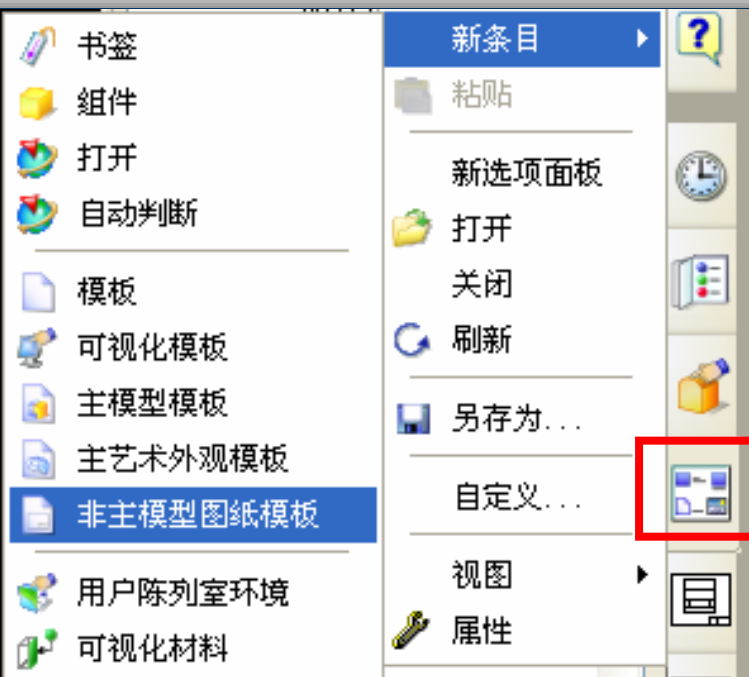 书签
组件
打开
自动判断
模板
可视化模板
主模型模板
主艺术外观模板
非主模型图纸模板
用户陈列室环境
可视化材料
新条目
粘贴
新选项面板
打开
关闭
刷新
另存为...
自定义...
视图
属性
?